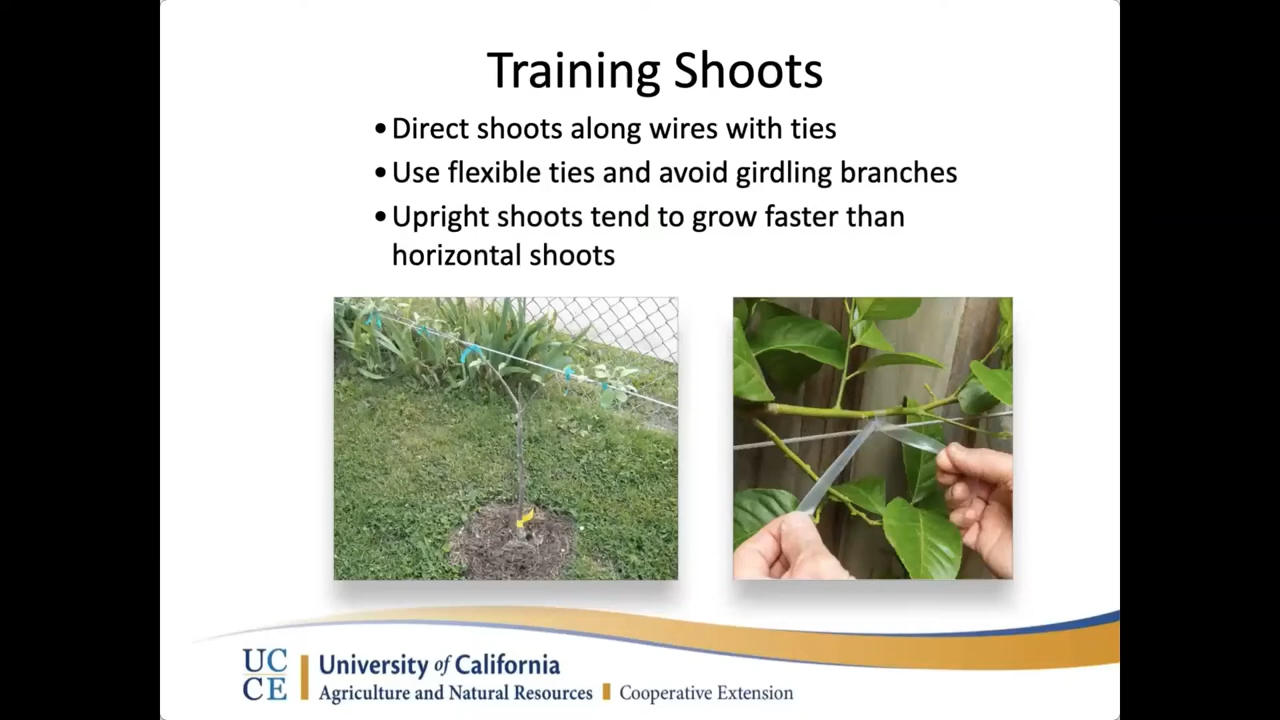 Training Shoots
•Direct shoots along wires with ties
•Use flexible ties and avoid girdling branches
•Upright shoots tend to grow faster than
horizontal shoots
UC
CE
University of California
Agriculture and Natural Resources Cooperative Extension